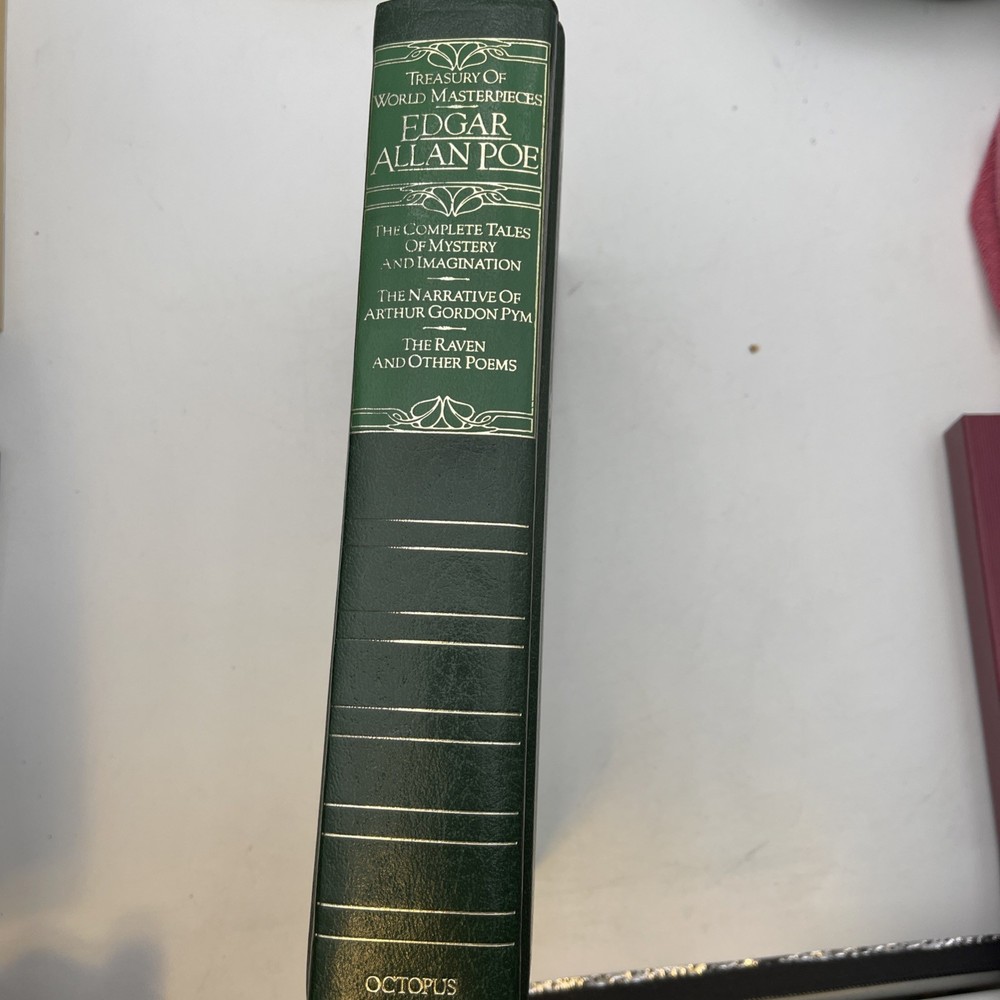 TREASURY OF
WORLD MASTERPIECES
EDGAR
ALLAN POE
THE COMPLETE TALES
OF MYSTERY
AND IMAGINATION
THE NARRATIVE OF
ARTHUR GORDON PYM
THE RAVEN
AND OTHER POEMS
OCTOPUS